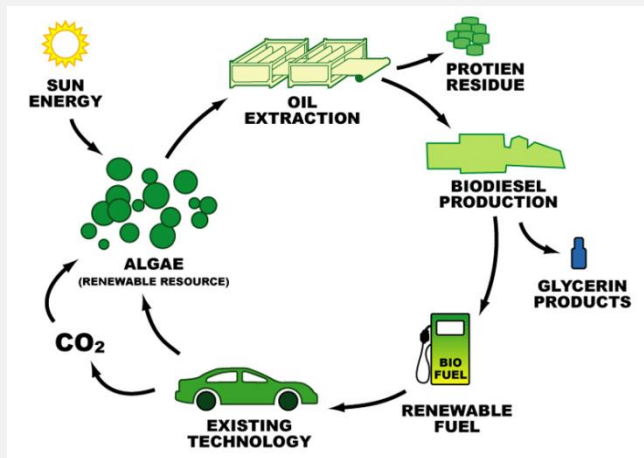 SUN
ENERGY
OIL
EXTRACTION
PROTIEN
RESIDUE
BIODIESEL
PRODUCTION
GLYCERIN
PRODUCTS
BIO
FUEL
RENEWABLE
FUEL
EXISTING
TECHNOLOGY
CO₂
ALGAE
(RENEWABLE RESOURCE)